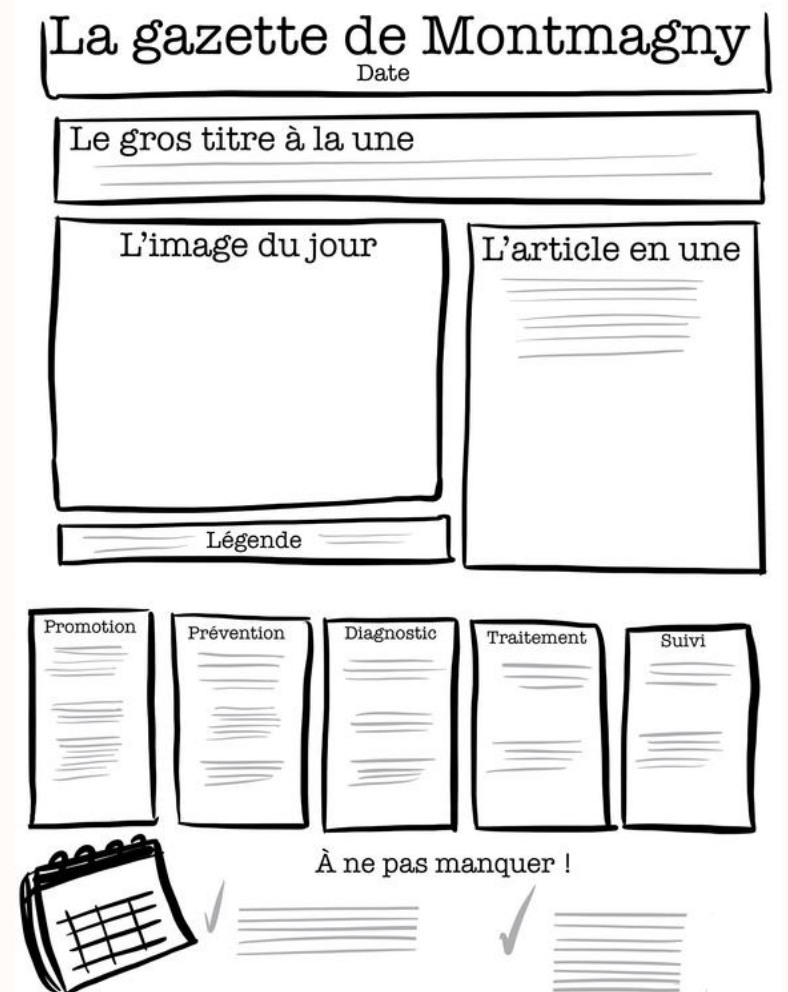 La gazette de Montmagny
Date
Le gros titre à la une
L'image du jour
L'article en une
Légende
Promotion
Prévention
Diagnostic
Traitement
Suivi
À ne pas manquer !